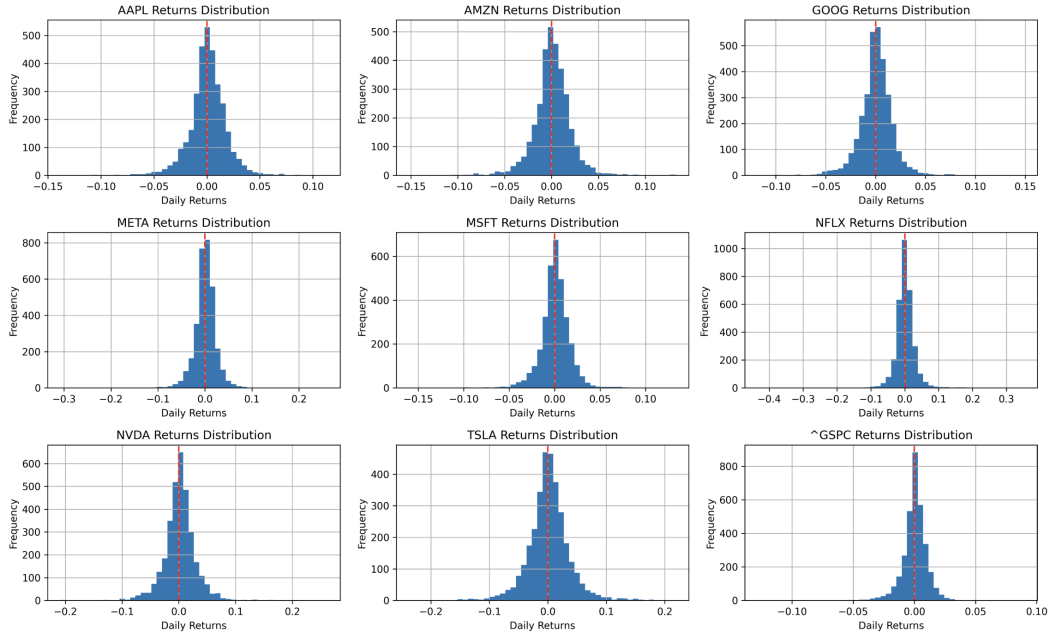 AAPL Returns Distribution
Frequency
500
400
300
200
100
0
−0.15 −0.10 −0.05 0.00 0.05 0.10
Daily Returns
AMZN Returns Distribution
Frequency
500
400
300
200
100
0
−0.15 −0.10 −0.05 0.00 0.05 0.10
Daily Returns
GOOG Returns Distribution
Frequency
500
400
300
200
100
0
−0.10 −0.05 0.00 0.05 0.10 0.15
Daily Returns
META Returns Distribution
Frequency
800
600
400
200
0
−0.3 −0.2 −0.1 0.0 0.1 0.2
Daily Returns
MSFT Returns Distribution
Frequency
600
400
200
0
−0.15 −0.10 −0.05 0.00 0.05 0.10
Daily Returns
NFLX Returns Distribution
Frequency
1000
800
600
400
200
0
−0.4 −0.3 −0.2 −0.1 0.0 0.1 0.2 0.3
Daily Returns
NVDA Returns Distribution
Frequency
600
500
400
300
200
100
0
−0.2 −0.1 0.0 0.1 0.2
Daily Returns
TSLA Returns Distribution
Frequency
400
300
200
100
0
−0.2 −0.1 0.0 0.1 0.2
Daily Returns
^GSPC Returns Distribution
Frequency
800
600
400
200
0
−0.10 −0.05 0.00 0.05 0.10
Daily Returns